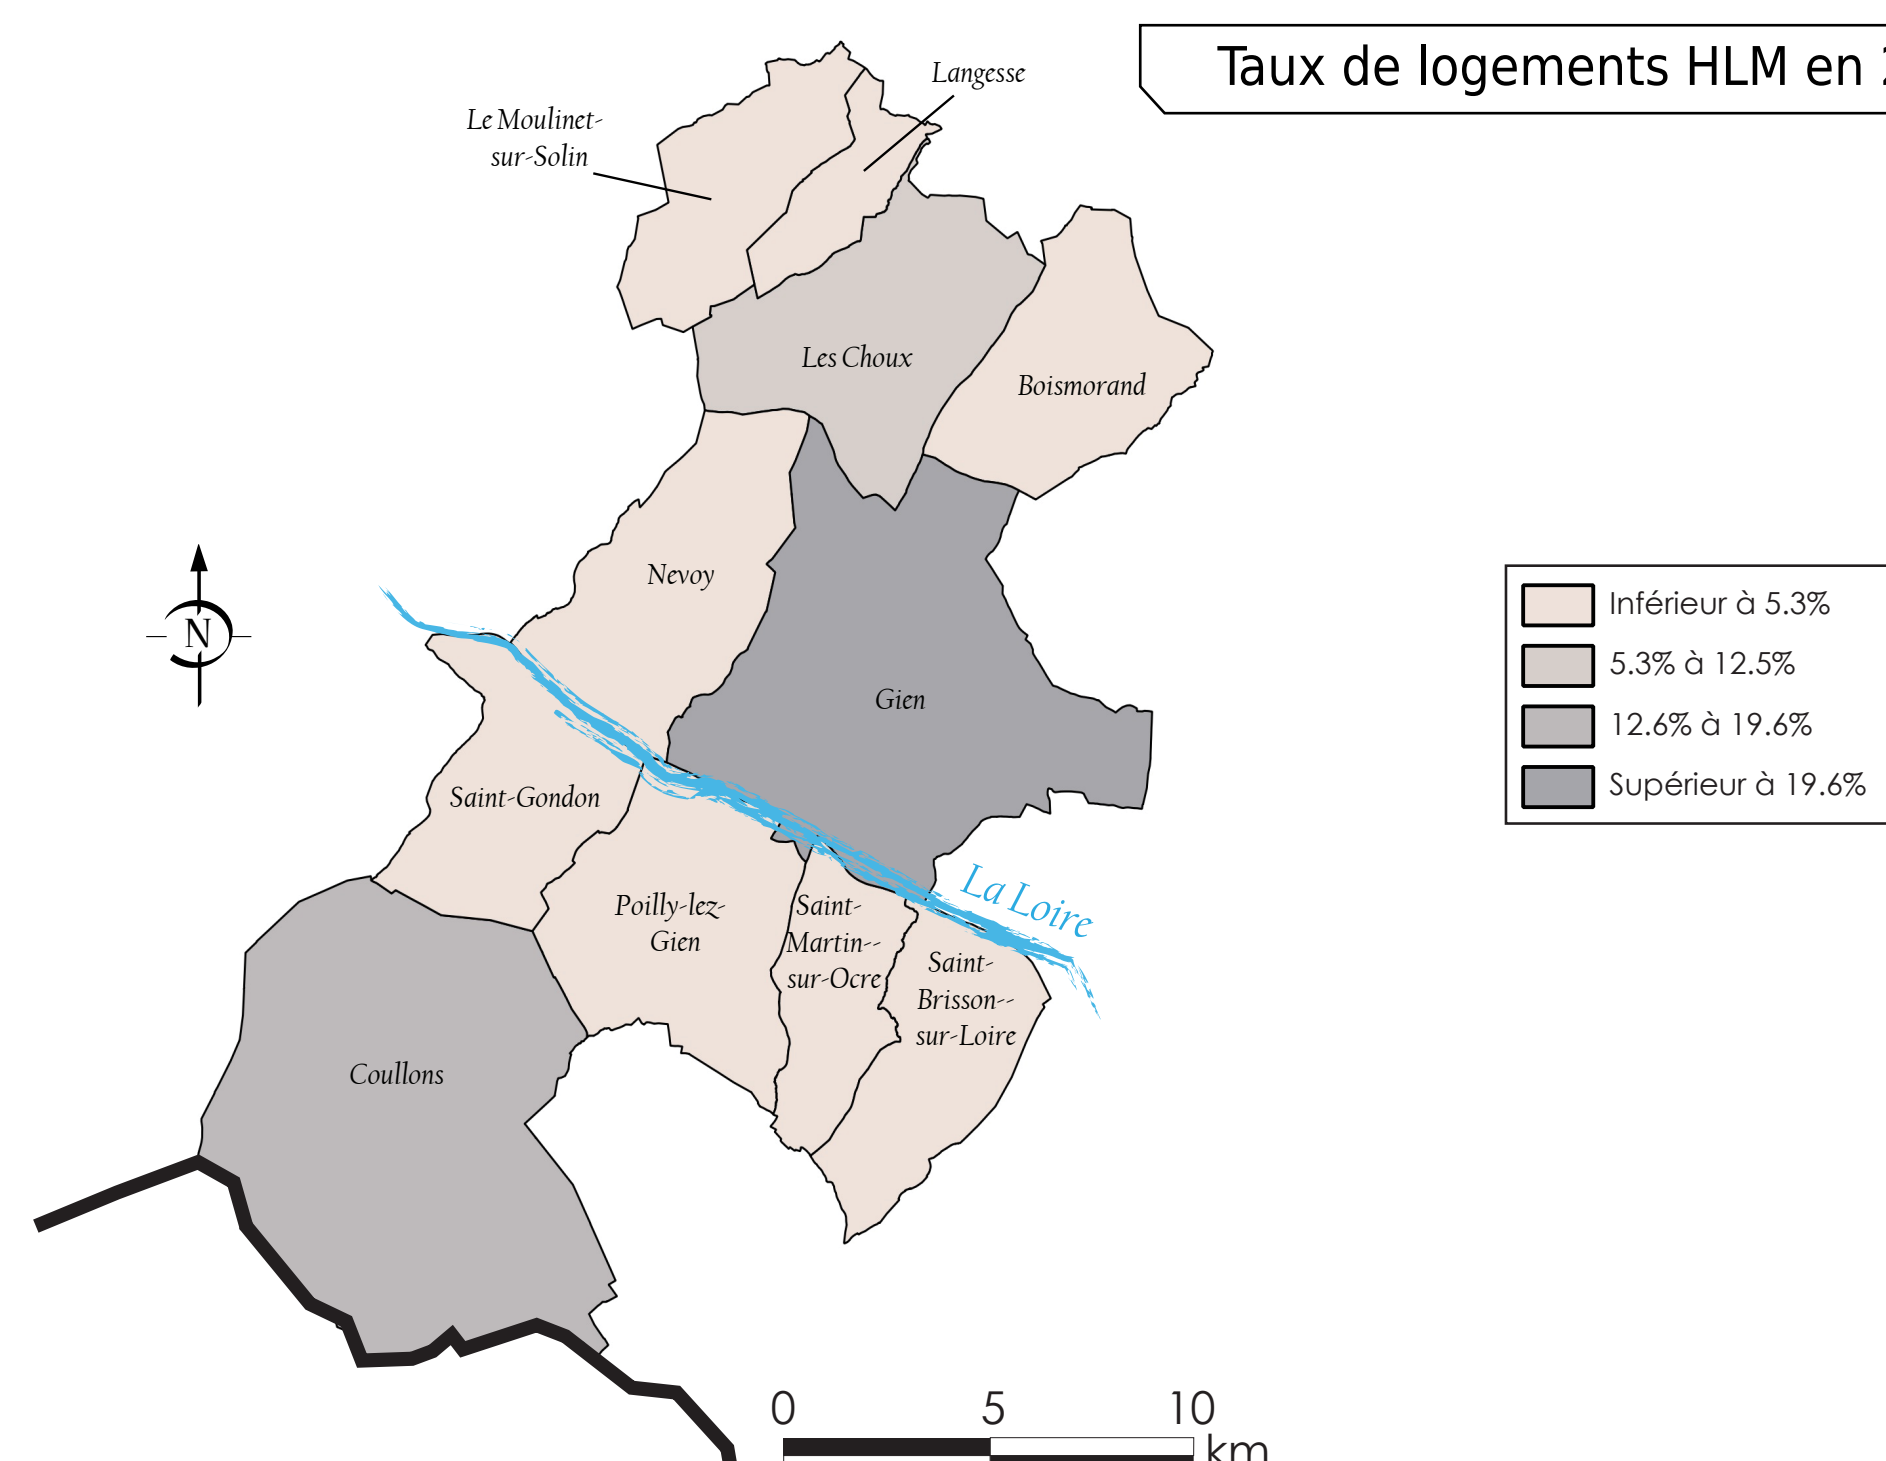 Taux de logements HLM en
Langesse
Le Moulinet-
sur-Solin
Les Choux
Boismorand
Nevoy
N
Gien
Saint-Gondon
Inférieur à 5.3%
5.3% à 12.5%
12.6% à 19.6%
Supérieur à 19.6%
La Loire
Poilly-lez-
Gien
Saint-
Martin--
sur-Ocre
Saint-
Brisson--
sur-Loire
Coullons
0 5 10
km